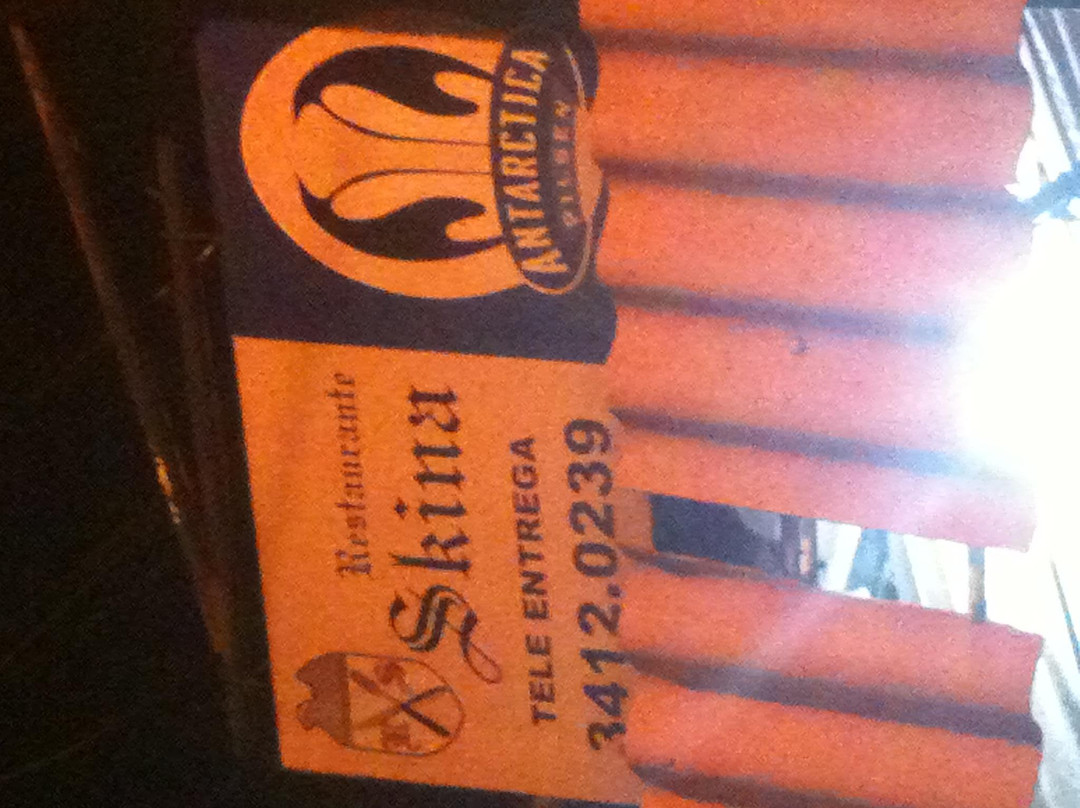 Restaurante
Skina
TELE ENTREGA
3412.0239
ANTARCTICA
PILSEN